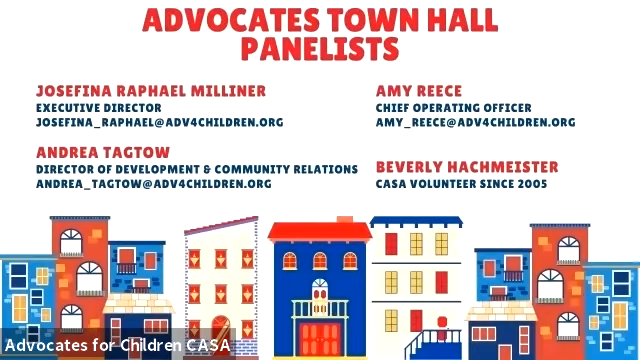 ADVOCATES TOWN HALL
PANELISTS
JOSEFINA RAPHAEL MILLINER
EXECUTIVE DIRECTOR
JOSEFINA_RAPHAEL@ADV4CHILDREN.ORG
ANDREA TAGTOW
DIRECTOR OF DEVELOPMENT & COMMUNITY RELATIONS
ANDREA_TAGTOW@ADV4CHILDREN.ORG
AMY REECE
CHIEF OPERATING OFFICER
AMY_REECE@ADV4CHILDREN.ORG
BEVERLY HACHMEISTER
CASA VOLUNTEER SINCE 2005
Advocates for Children CASA